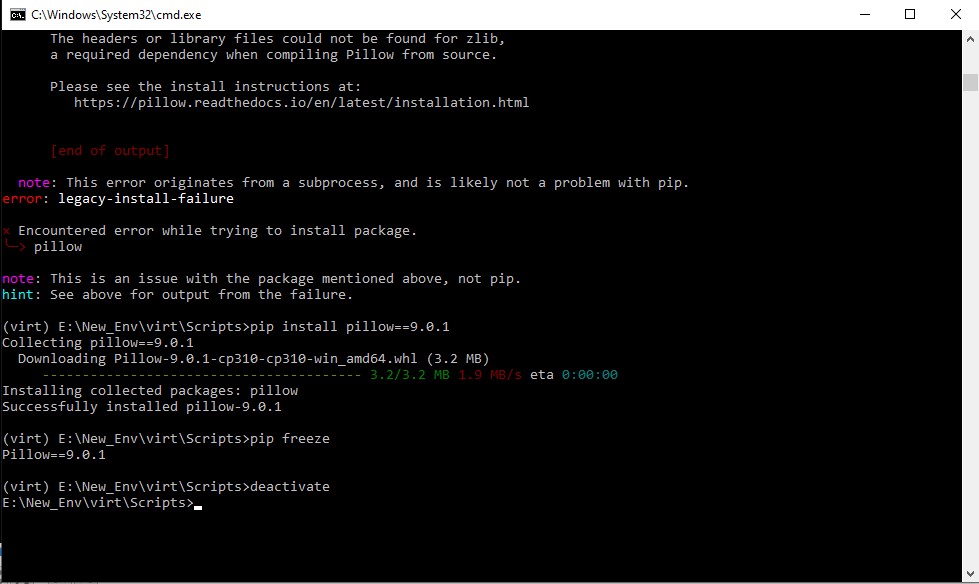 C:\Windows\System32\cmd.exe
The headers or library files could not be found for zlib,
a required dependency when compiling Pillow from source.
Please see the install instructions at:
https://pillow.readthedocs.io/en/latest/installation.html
[end of output]
note: This error originates from a subprocess, and is likely not a problem with pip.
error: legacy-install-failure
× Encountered error while trying to install package.
╰─> pillow
note: This is an issue with the package mentioned above, not pip.
hint: See above for output from the failure.
(virt) E:\New_Env\virt\Scripts>pip install pillow==9.0.1
Collecting pillow==9.0.1
Downloading Pillow-9.0.1-cp310-cp310-win_amd64.whl (3.2 MB)
---------------------------------------- 3.2/3.2 MB 1.9 MB/s eta 0:00:00
Installing collected packages: pillow
Successfully installed pillow-9.0.1
(virt) E:\New_Env\virt\Scripts>pip freeze
Pillow==9.0.1
(virt) E:\New_Env\virt\Scripts>deactivate
E:\New_Env\virt\Scripts>